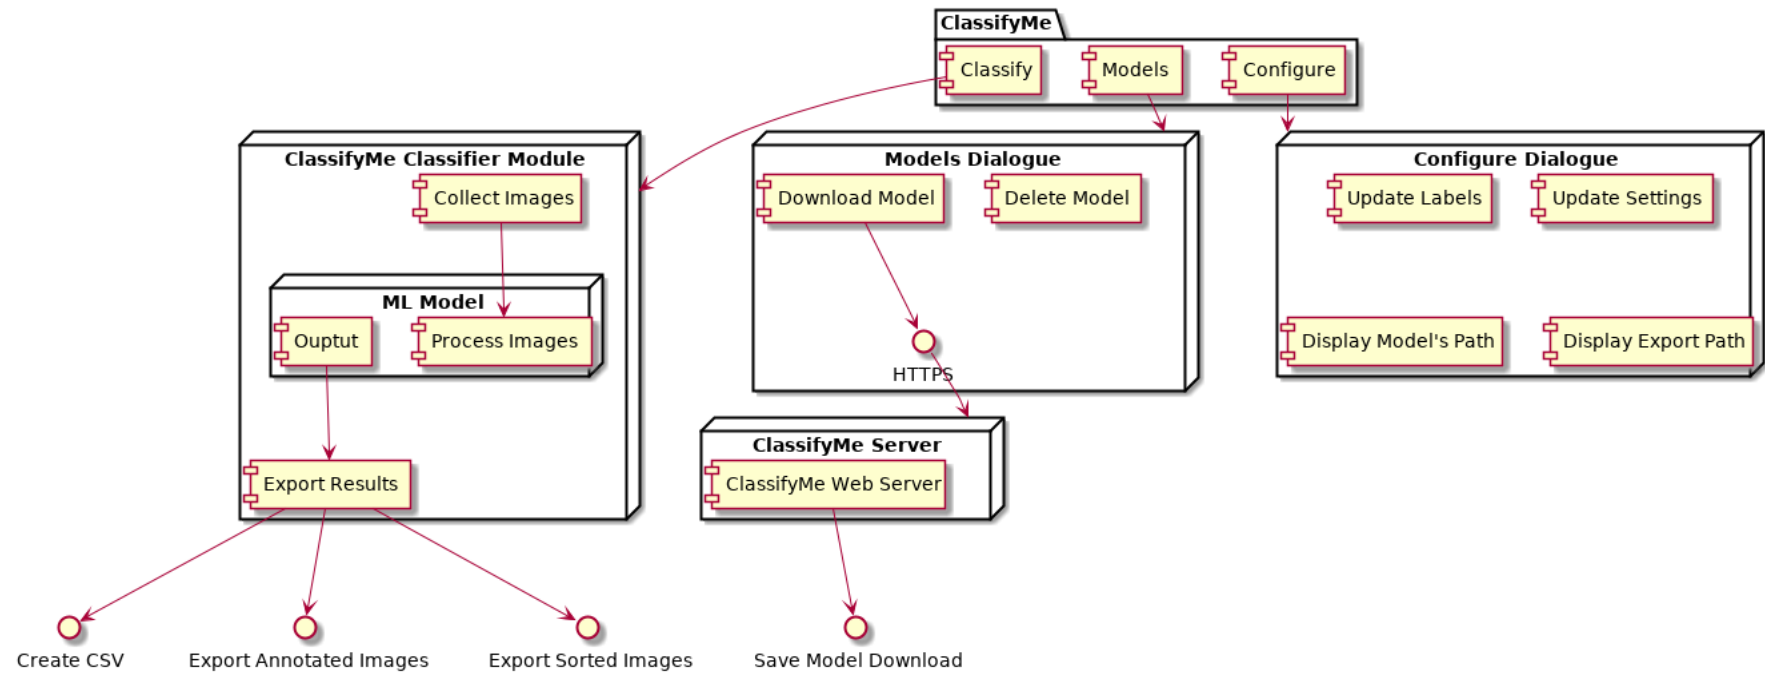 ClassifyMe
Classify
Models
Configure
ClassifyMe Classifier Module
Models Dialogue
Configure Dialogue
Collect Images
Download Model
Delete Model
Update Labels
Update Settings
ML Model
Ouptut
Process Images
HTTPS
Display Model's Path
Display Export Path
ClassifyMe Server
Export Results
ClassifyMe Web Server
Create CSV
Export Annotated Images
Export Sorted Images
Save Model Download